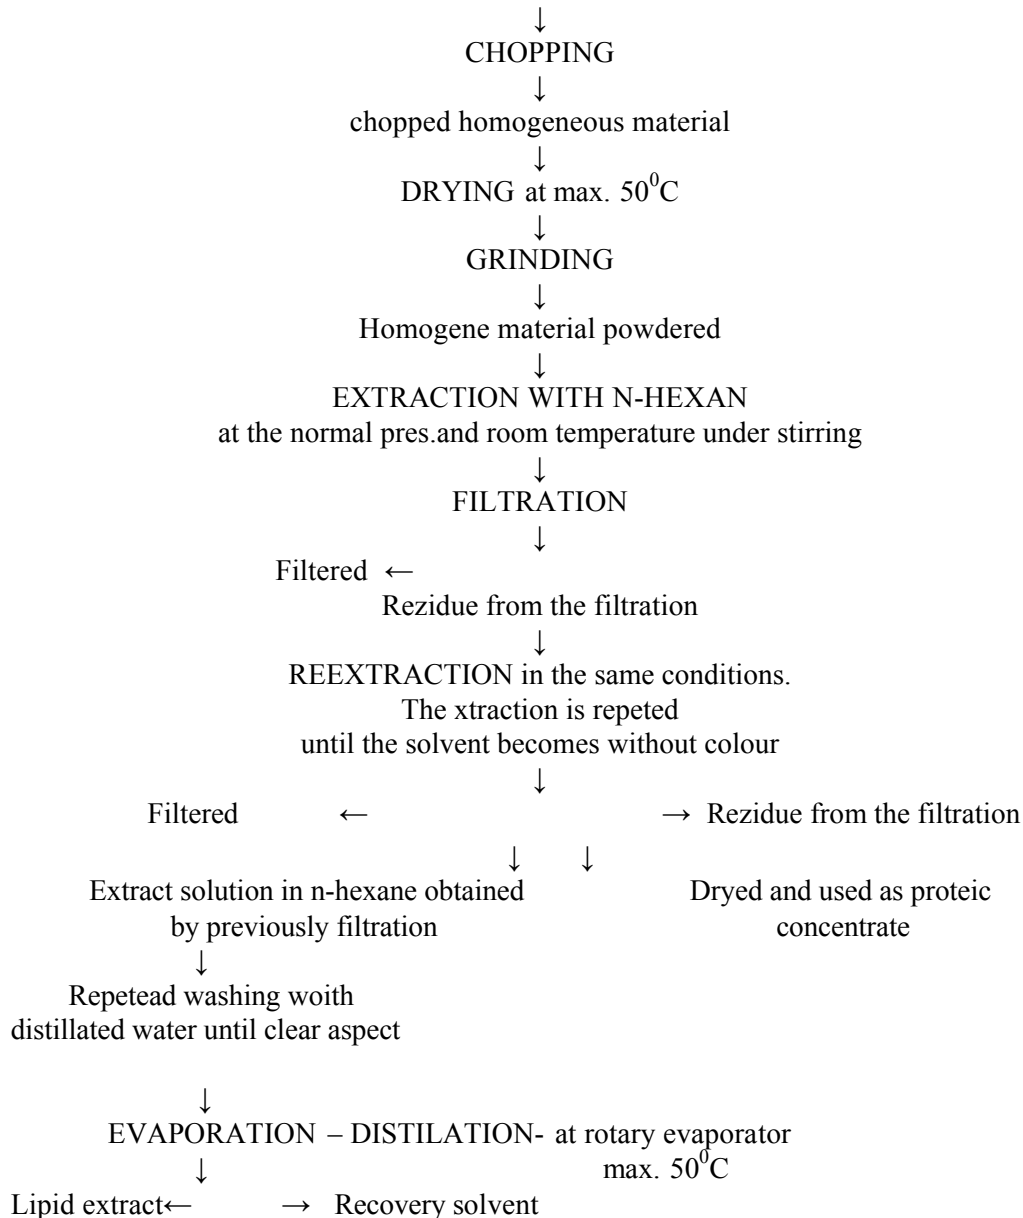 ↓
CHOPPING
↓
chopped homogeneous material
↓
DRYING at max. 50⁰C
↓
GRINDING
↓
Homogene material powdered
↓
EXTRACTION WITH N-HEXAN
at the normal pres.and room temperature under stirring
↓
FILTRATION
↓
Filtered ←
Rezidue from the filtration
↓
REEXTRACTION in the same conditions.
The xtraction is repeted
until the solvent becomes without colour
↓
Filtered ← → Rezidue from the filtration
↓ ↓
Extract solution in n-hexane obtained Dryed and used as proteic
by previously filtration concentrate
↓
Repetead washing woith
distillated water until clear aspect
↓
EVAPORATION – DISTILATION- at rotary evaporator
↓ max. 50⁰C
Lipid extract← → Recovery solvent